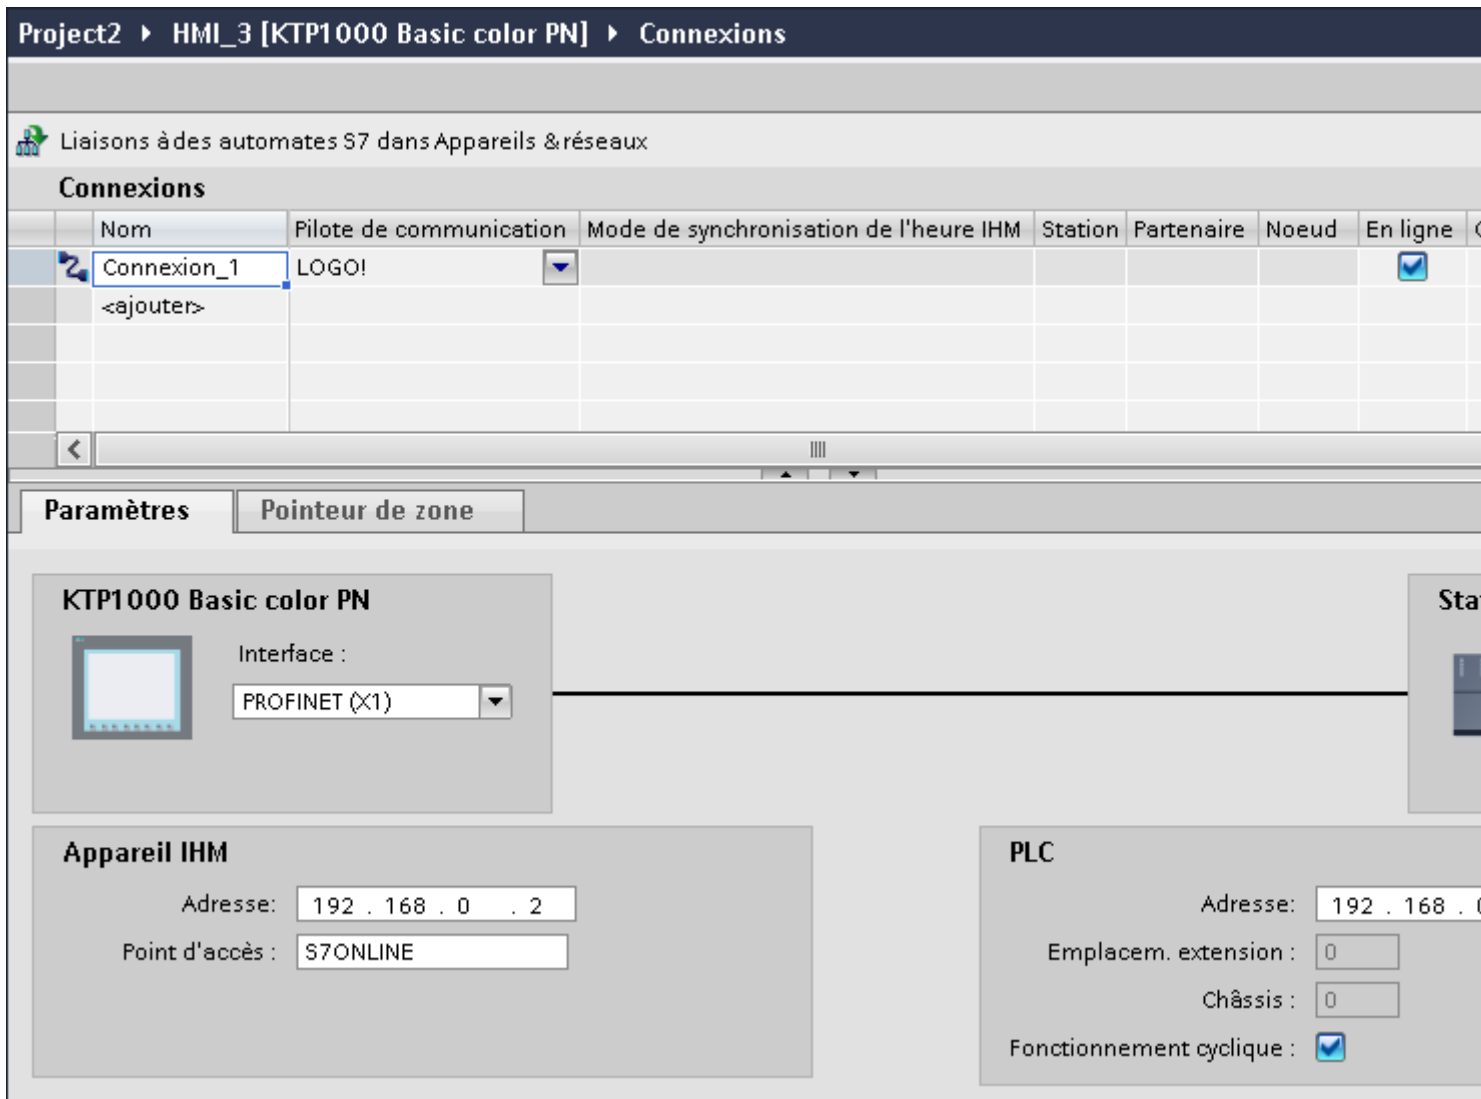 Project2 ▸ HMI_3 [KTP1000 Basic color PN] ▸ Connexions
Liaisons à des automates S7 dans Appareils & réseaux
Connexions
Nom Pilote de communication Mode de synchronisation de l'heure IHM Station Partenaire Noeud En ligne
Connexion_1 LOGO!
<ajouter>
Paramètres Pointeur de zone
KTP1000 Basic color PN
Interface :
PROFINET (X1)
Appareil IHM
Adresse: 192 . 168 . 0 . 2
Point d'accès : S7ONLINE
PLC
Adresse: 192 . 168 .
Emplacem. extension : 0
Châssis : 0
Fonctionnement cyclique :